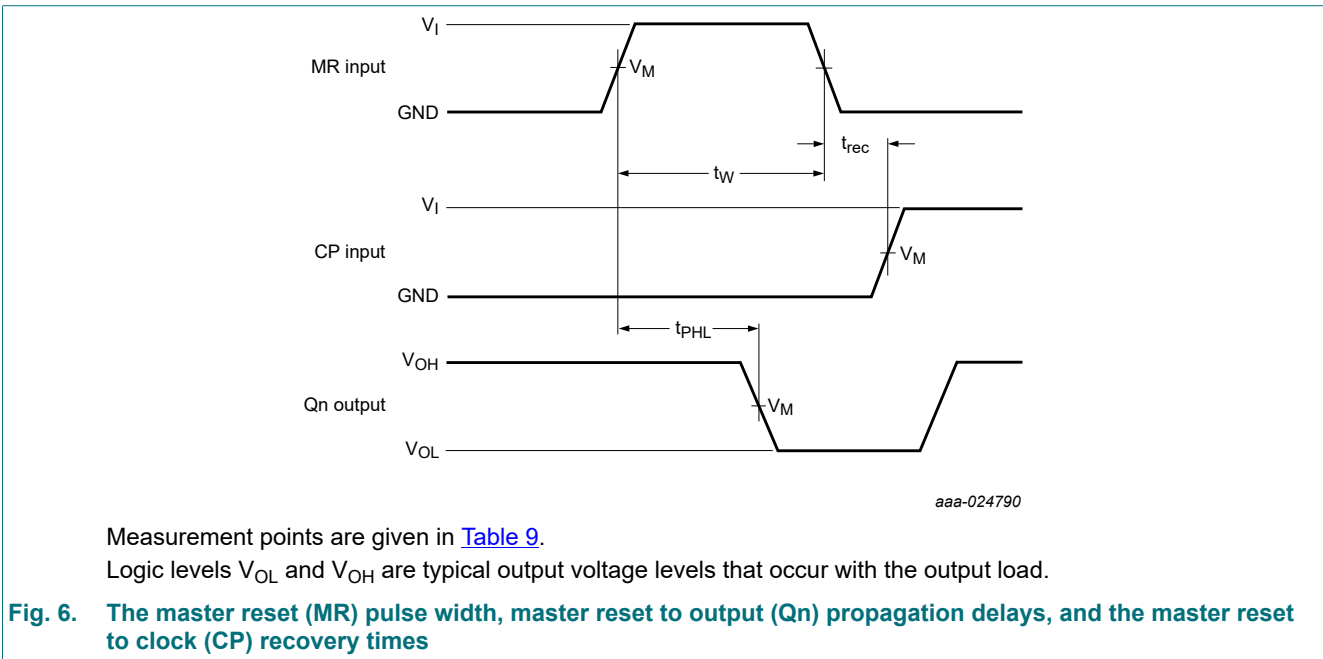 VI
MR input
VM
GND
trec
tW
VI
CP input
VM
GND
tPHL
VOH
Qn output
VM
VOL
aaa-024790
Measurement points are given in Table 9.
Logic levels VOL and VOH are typical output voltage levels that occur with the output load.
Fig. 6. The master reset (MR) pulse width, master reset to output (Qn) propagation delays, and the master reset
to clock (CP) recovery times